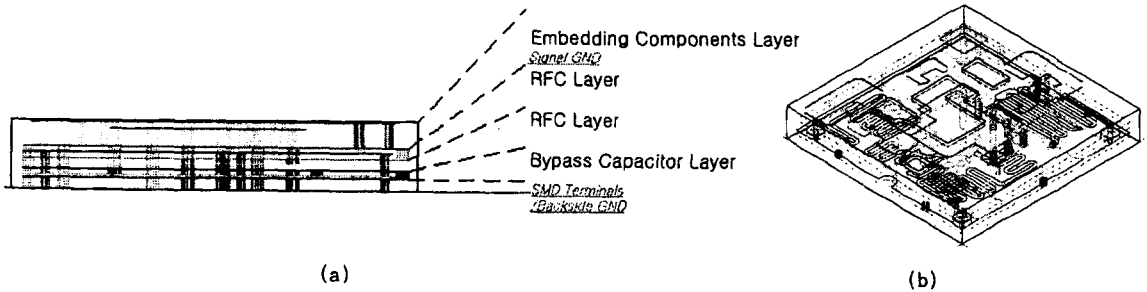 Embedding Components Layer
Signal GND
RFC Layer
RFC Layer
Bypass Capacitor Layer
SMD Terminals
/Backside GND
(a)
(b)